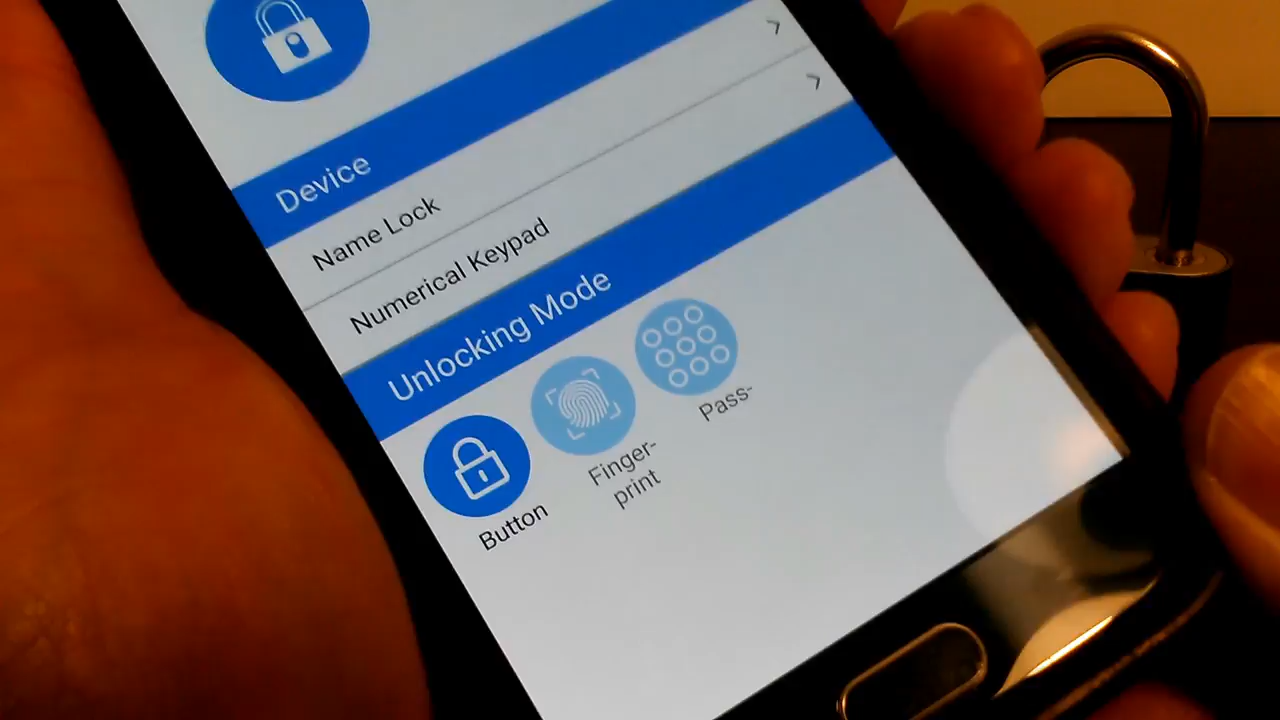 Device
Name Lock
Numerical Keypad
Unlocking Mode
Button
Finger-
print
Pass-